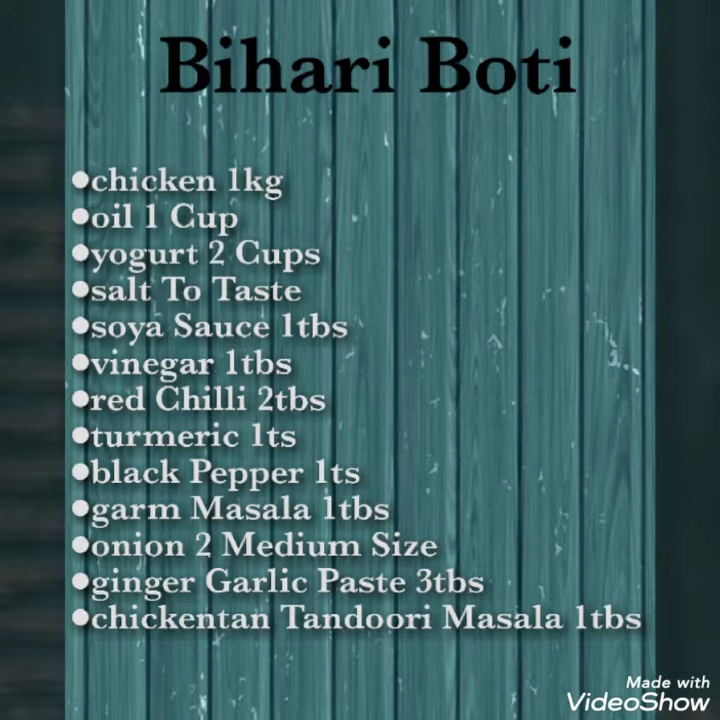 Bihari Boti
●chicken 1kg
●oil 1 Cup
●yogurt 2 Cups
●salt To Taste
●soya Sauce 1tbs
●vinegar 1tbs
●red Chilli 2tbs
●turmeric 1ts
●black Pepper 1ts
●garm Masala 1tbs
●onion 2 Medium Size
●ginger Garlic Paste 3tbs
●chickentan Tandoori Masala 1tbs
Made with
VideoShow